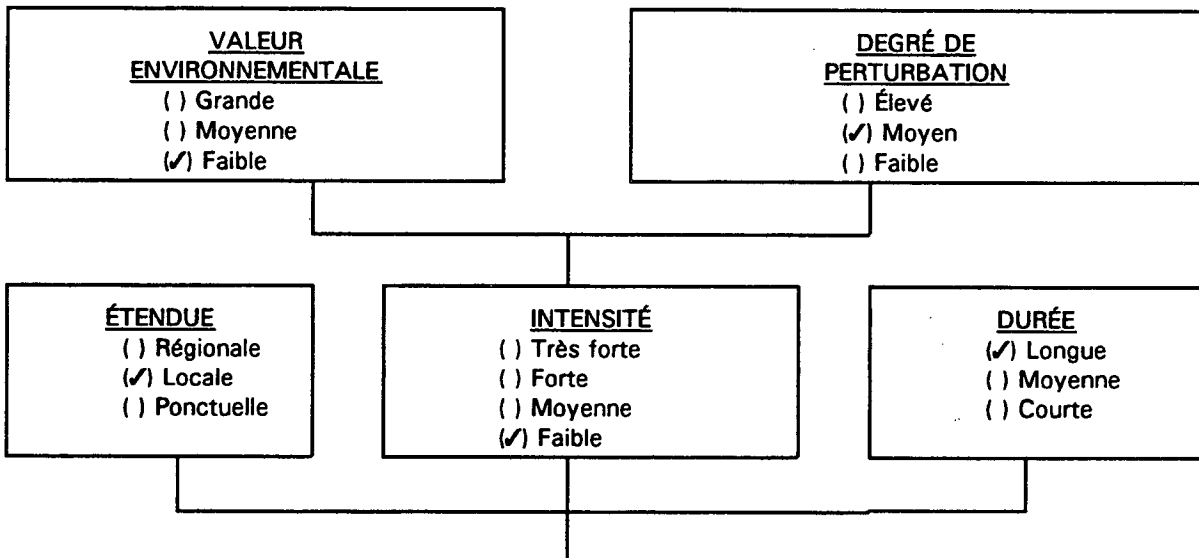 VALEUR
ENVIRONNEMENTALE
( ) Grande
( ) Moyenne
(✓) Faible
DEGRÉ DE
PERTURBATION
( ) Élevé
(✓) Moyen
( ) Faible
ÉTENDUE
( ) Régionale
(✓) Locale
( ) Ponctuelle
INTENSITÉ
( ) Très forte
( ) Forte
( ) Moyenne
(✓) Faible
DURÉE
(✓) Longue
( ) Moyenne
( ) Courte